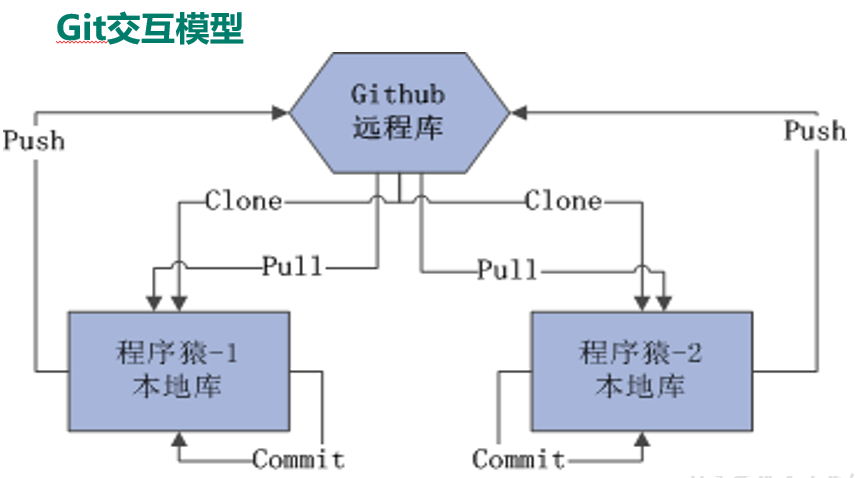 Git交互模型
Github
远程库
Push
Push
Clone
Clone
Pull
Pull
程序猿-1
本地库
程序猿-2
本地库
Commit
Commit